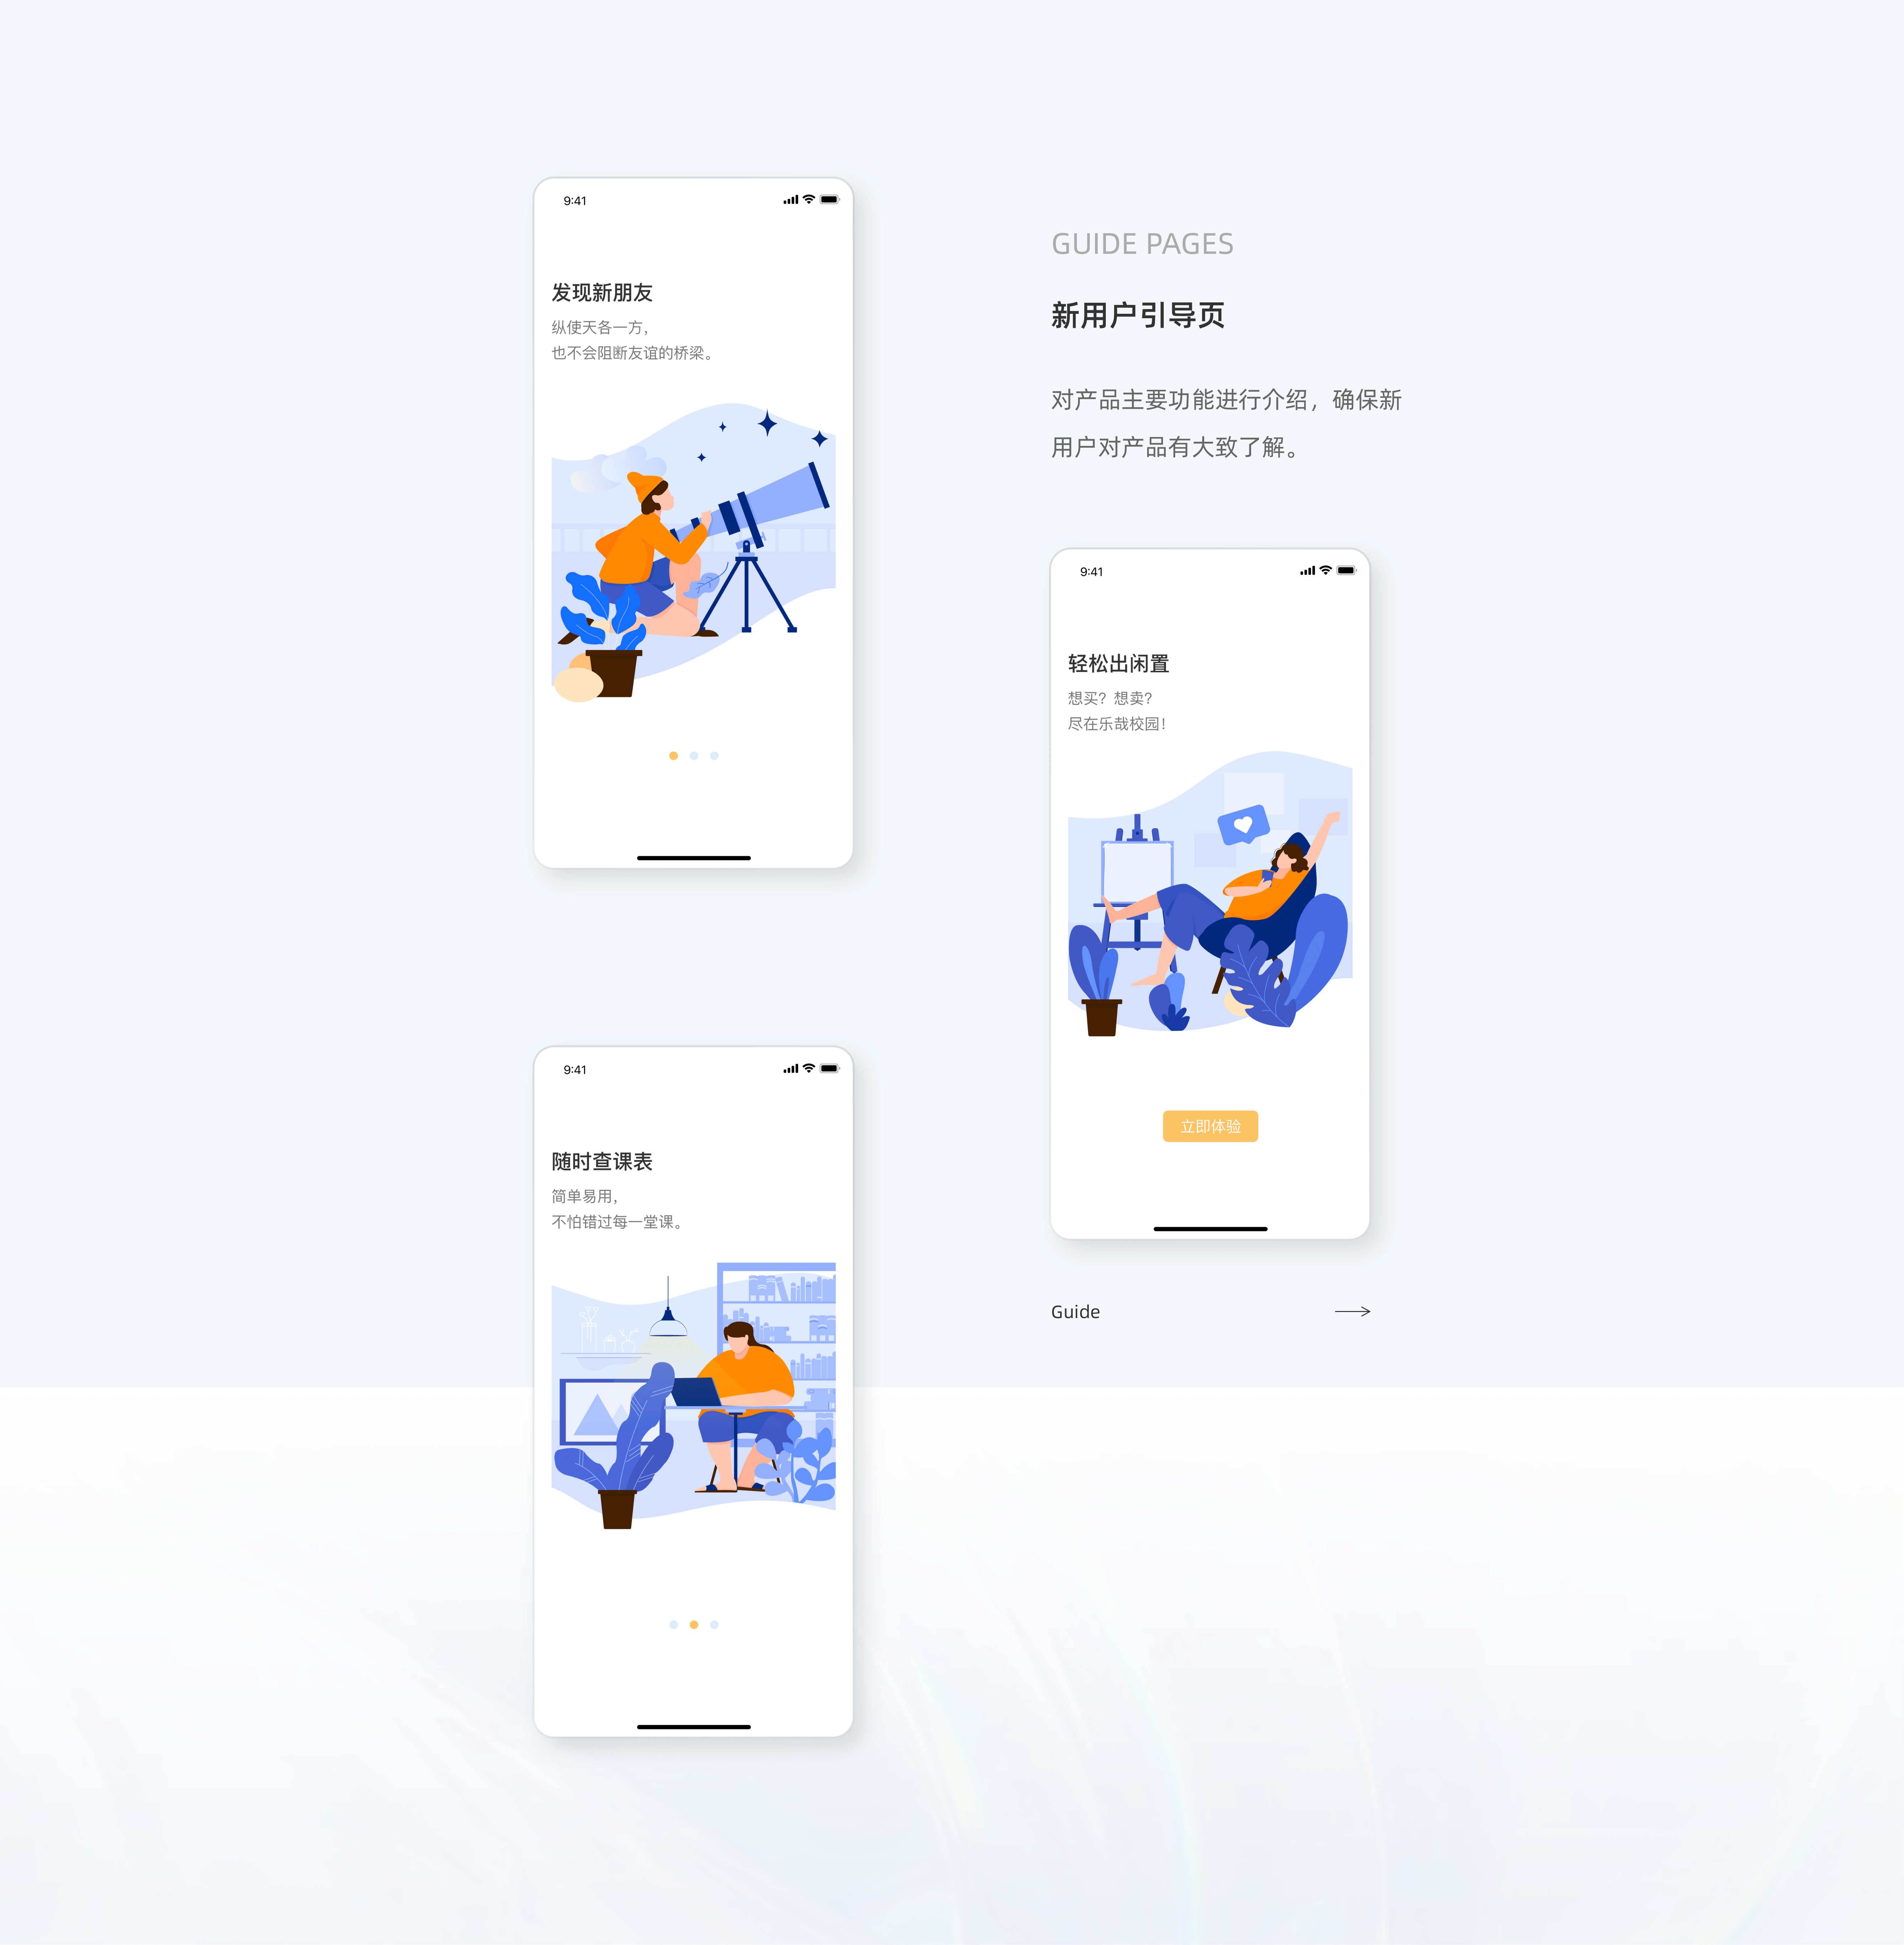 9:41
发现新朋友
纵使天各一方，
也不会阻断友谊的桥梁。
GUIDE PAGES
新用户引导页
对产品主要功能进行介绍，确保新
用户对产品有大致了解。
9:41
轻松出闲置
想买？想卖？
尽在乐哉校园！
立即体验
Guide
9:41
随时查课表
简单易用，
不怕错过每一堂课。